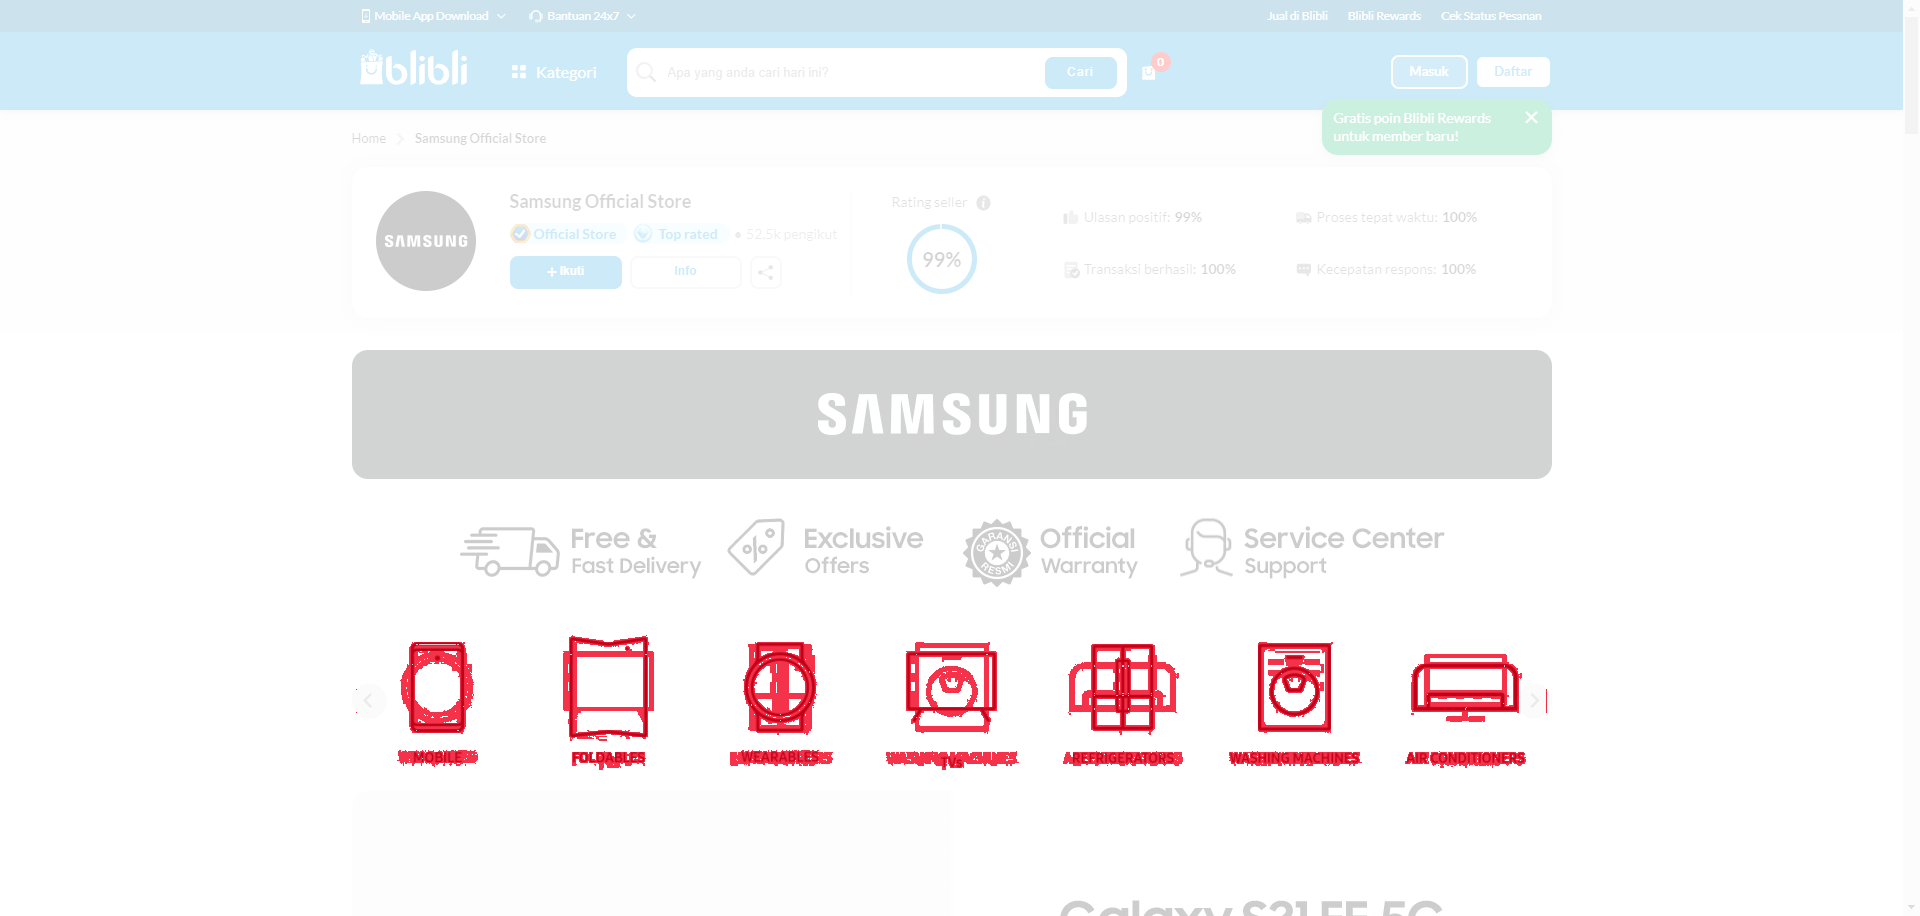 Mobile App Download
Bantuan 24x7
Jual di Blibli
Blibli Rewards
Cek Status Pesanan
blibli
Kategori
Apa yang anda cari hari ini?
Cari
0
Masuk
Daftar
Gratis poin Blibli Rewards
untuk member baru!
Home
Samsung Official Store
SAMSUNG
Samsung Official Store
Official Store
Top rated
• 52.5k pengikut
+ Ikuti
Info
Rating seller
99%
Ulasan positif: 99%
Proses tepat waktu: 100%
Transaksi berhasil: 100%
Kecepatan respons: 100%
SAMSUNG
Free &
Fast Delivery
Exclusive
Offers
GARANSI
RESMI
Official
Warranty
Service Center
Support
MOBILE
FOLDABLES
WEARABLES
TVs
REFRIGERATORS
WASHING MACHINES
AIR CONDITIONERS
Galaxy S21 FE 5G